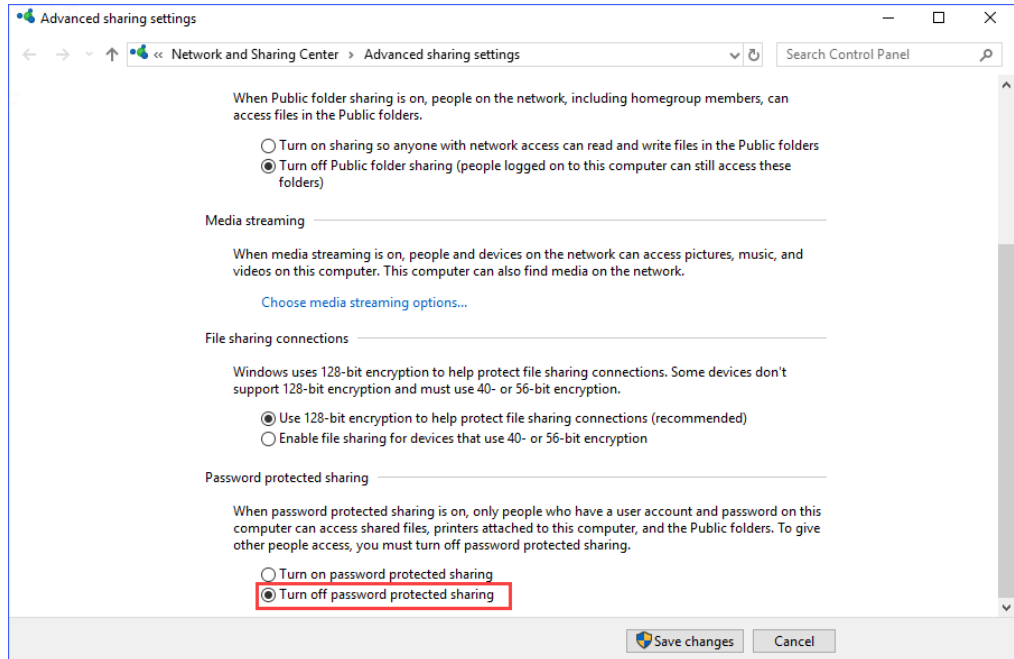 Advanced sharing settings
« Network and Sharing Center › Advanced sharing settings
Search Control Panel
When Public folder sharing is on, people on the network, including homegroup members, can
access files in the Public folders.
Turn on sharing so anyone with network access can read and write files in the Public folders
Turn off Public folder sharing (people logged on to this computer can still access these
folders)
Media streaming
When media streaming is on, people and devices on the network can access pictures, music, and
videos on this computer. This computer can also find media on the network.
Choose media streaming options...
File sharing connections
Windows uses 128-bit encryption to help protect file sharing connections. Some devices don't
support 128-bit encryption and must use 40- or 56-bit encryption.
Use 128-bit encryption to help protect file sharing connections (recommended)
Enable file sharing for devices that use 40- or 56-bit encryption
Password protected sharing
When password protected sharing is on, only people who have a user account and password on this
computer can access shared files, printers attached to this computer, and the Public folders. To give
other people access, you must turn off password protected sharing.
Turn on password protected sharing
Turn off password protected sharing
Save changes
Cancel